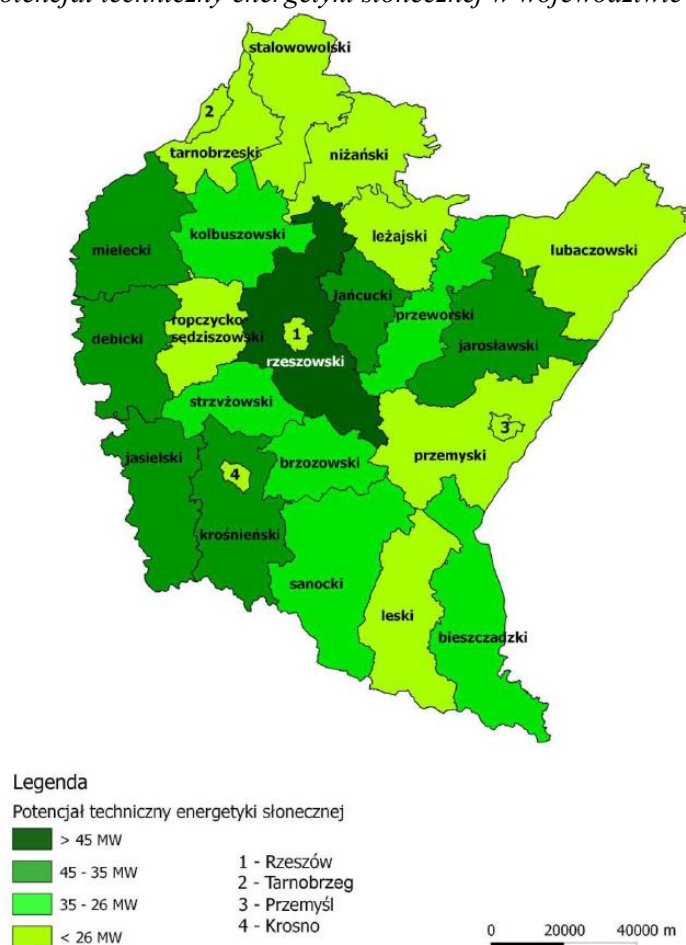 potencjał techniczny energetyki słonecznej w województwie
stalowowolski
2
tarnobrzeski
niżański
kolbuszowski
leżajski
mielecki
lubaczowski
łańcucki
ropczycko-
sędziszowski
przeworski
debicki
1
jarosławski
rzeszowski
strzyżowski
3
jasielski
brzozowski
przemyski
4
krośnieński
sanocki
leski
bieszczadzki
Legenda
Potencjał techniczny energetyki słonecznej
> 45 MW
45 - 35 MW
35 - 26 MW
< 26 MW
1 - Rzeszów
2 - Tarnobrzeg
3 - Przemyśl
4 - Krosno
0 20000 40000 m